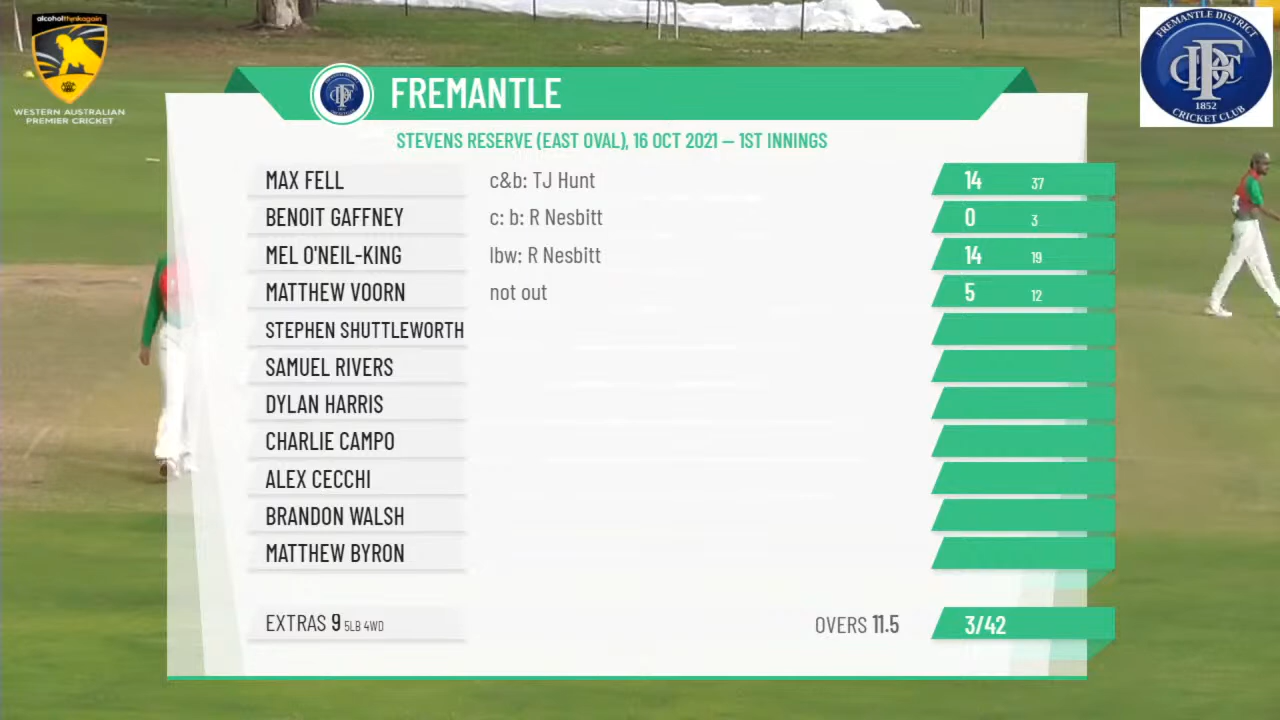 alcoholthinkagain
WESTERN AUSTRALIAN
PREMIER CRICKET
FREMANTLE DISTRICT
FDCC
1852
CRICKET CLUB
FREMANTLE
STEVENS RESERVE (EAST OVAL), 16 OCT 2021 – 1ST INNINGS
MAX FELL c&b: TJ Hunt 14 37
BENOIT GAFFNEY c: b: R Nesbitt 0 3
MEL O'NEIL-KING lbw: R Nesbitt 14 19
MATTHEW VOORN not out 5 12
STEPHEN SHUTTLEWORTH
SAMUEL RIVERS
DYLAN HARRIS
CHARLIE CAMPO
ALEX CECCHI
BRANDON WALSH
MATTHEW BYRON
EXTRAS 9 5LB 4WD OVERS 11.5 3/42